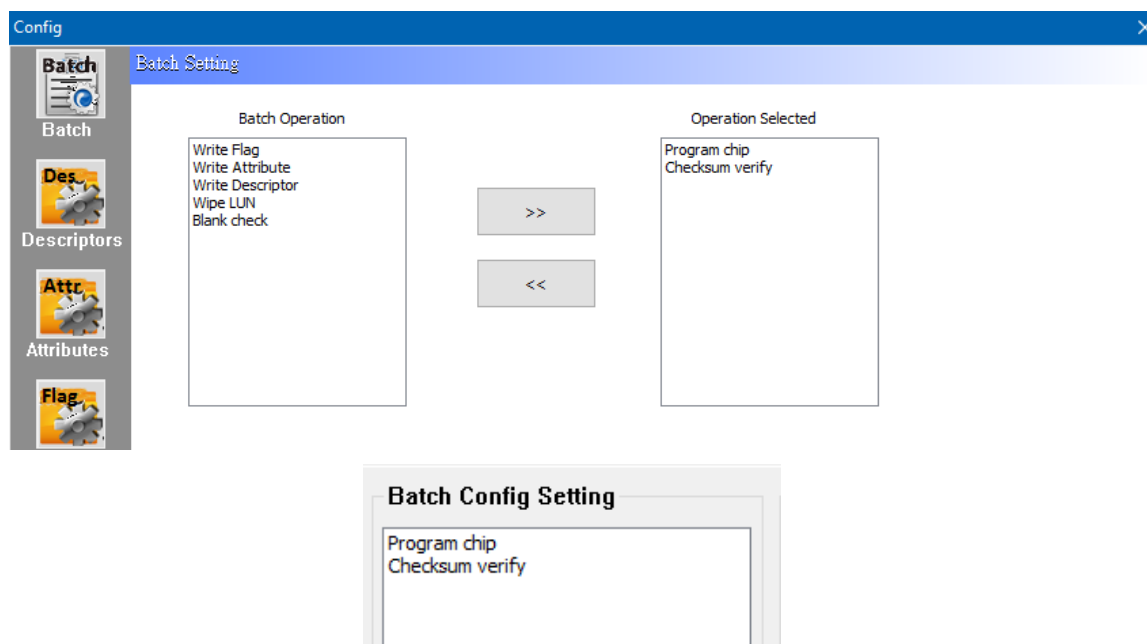 Config
Batch
Batch
Batch Setting
Batch Operation
Operation Selected
Write Flag
Write Attribute
Write Descriptor
Wipe LUN
Blank check
>>
<<
Program chip
Checksum verify
Des..
Descriptors
Attr.
Attributes
Flag.
Batch Config Setting
Program chip
Checksum verify